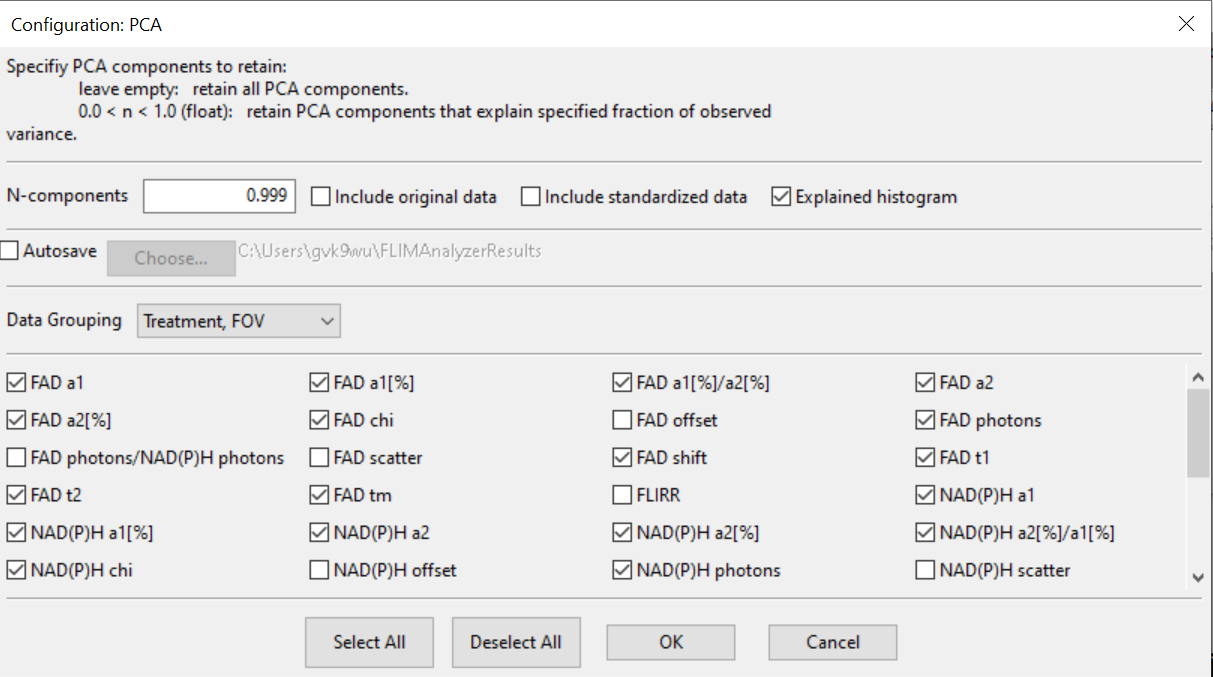 Configuration: PCA
Specifiy PCA components to retain:
leave empty:   retain all PCA components.
0.0 < n < 1.0 (float):   retain PCA components that explain specified fraction of observed
variance.
N-components 0.999 Include original data Include standardized data Explained histogram
Autosave Choose... C:\Users\gvk9wu\FLIMAnalyzerResults
Data Grouping Treatment, FOV
FAD a1 FAD a1[%] FAD a1[%]/a2[%] FAD a2
FAD a2[%] FAD chi FAD offset FAD photons
FAD photons/NAD(P)H photons FAD scatter FAD shift FAD t1
FAD t2 FAD tm FLIRR NAD(P)H a1
NAD(P)H a1[%] NAD(P)H a2 NAD(P)H a2[%] NAD(P)H a2[%]/a1[%]
NAD(P)H chi NAD(P)H offset NAD(P)H photons NAD(P)H scatter
Select All Deselect All OK Cancel